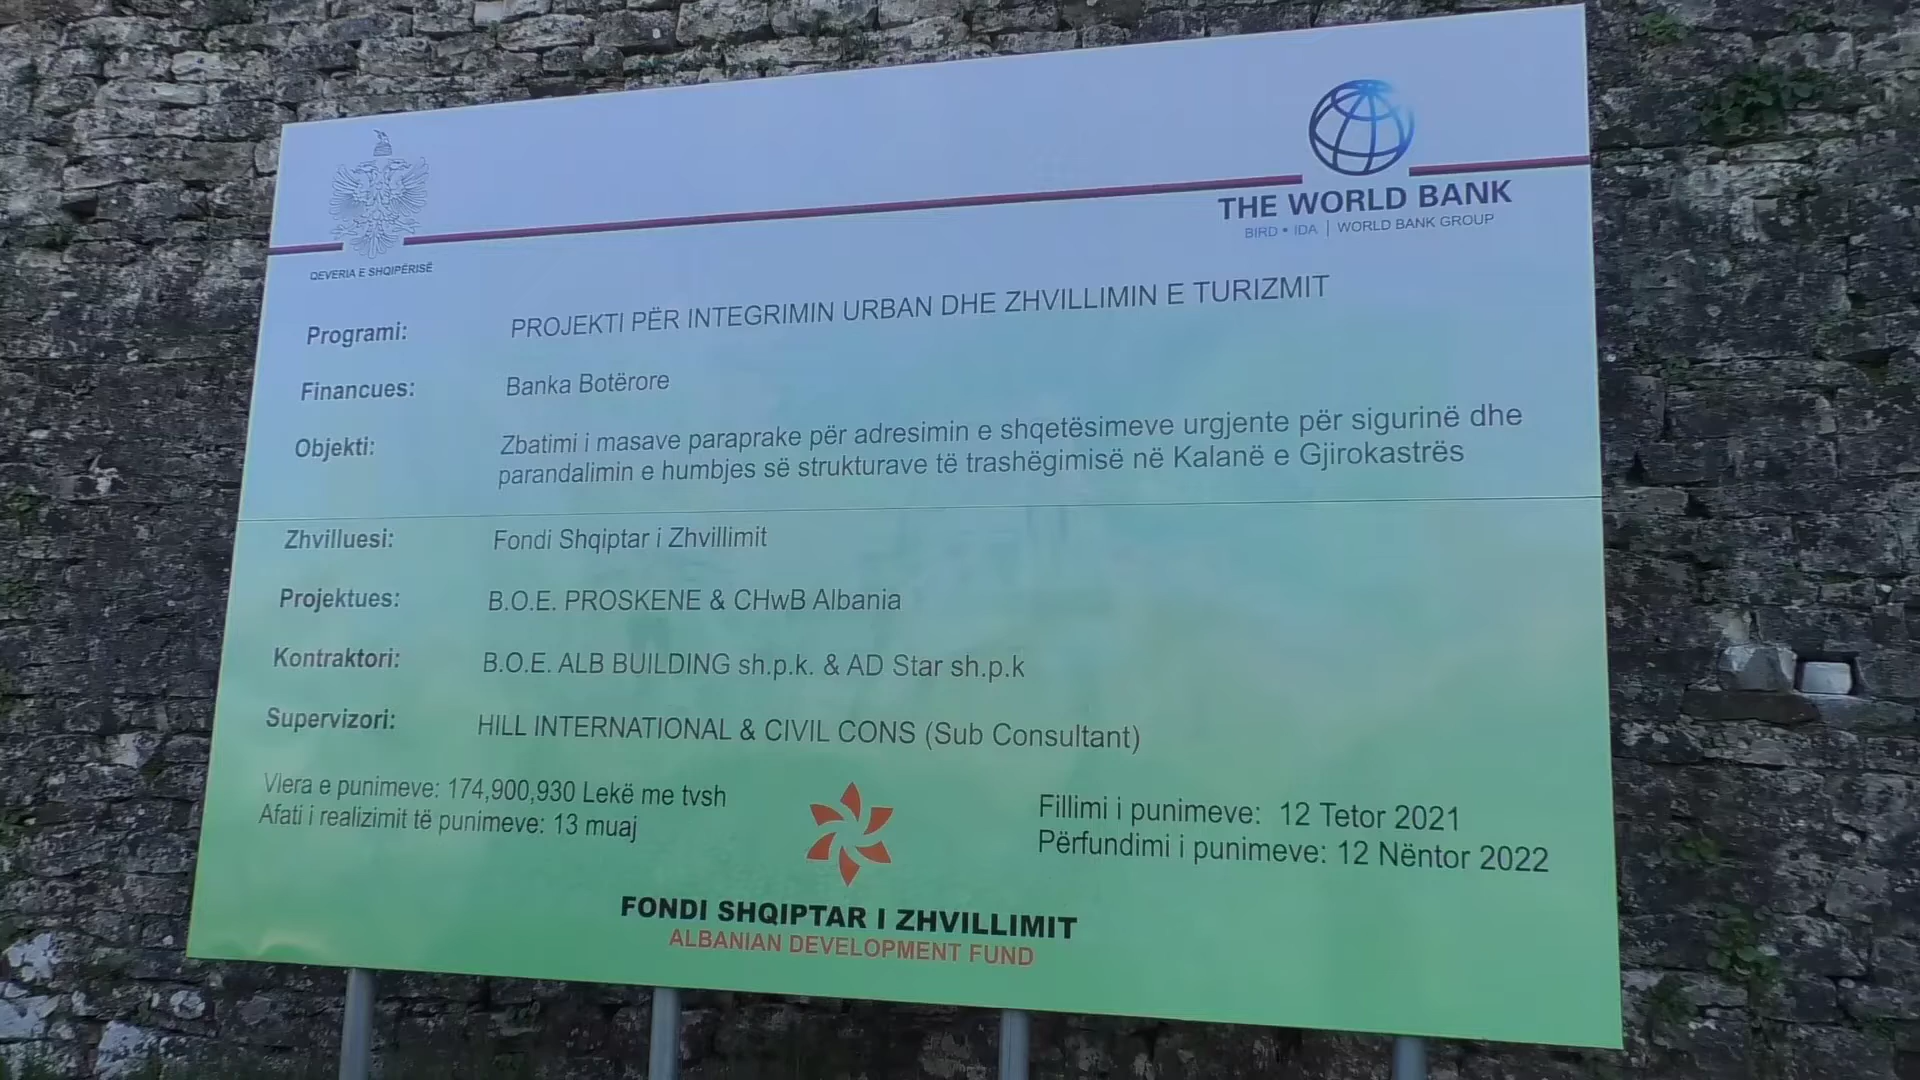 QEVERIA E SHQIPËRISË
THE WORLD BANK
BIRD • IDA | WORLD BANK GROUP
Programi: PROJEKTI PËR INTEGRIMIN URBAN DHE ZHVILLIMIN E TURIZMIT
Financues: Banka Botërore
Objekti: Zbatimi i masave paraprake për adresimin e shqetësimeve urgjente për sigurinë dhe
parandalimin e humbjes së strukturave të trashëgimisë në Kalanë e Gjirokastrës
Zhvilluesi: Fondi Shqiptar i Zhvillimit
Projektues: B.O.E. PROSKENE & CHwB Albania
Kontraktori: B.O.E. ALB BUILDING sh.p.k. & AD Star sh.p.k
Supervizori: HILL INTERNATIONAL & CIVIL CONS (Sub Consultant)
Vlera e punimeve: 174,900,930 Lekë me tvsh
Afati i realizimit të punimeve: 13 muaj
Fillimi i punimeve: 12 Tetor 2021
Përfundimi i punimeve: 12 Nëntor 2022
FONDI SHQIPTAR I ZHVILLIMIT
ALBANIAN DEVELOPMENT FUND